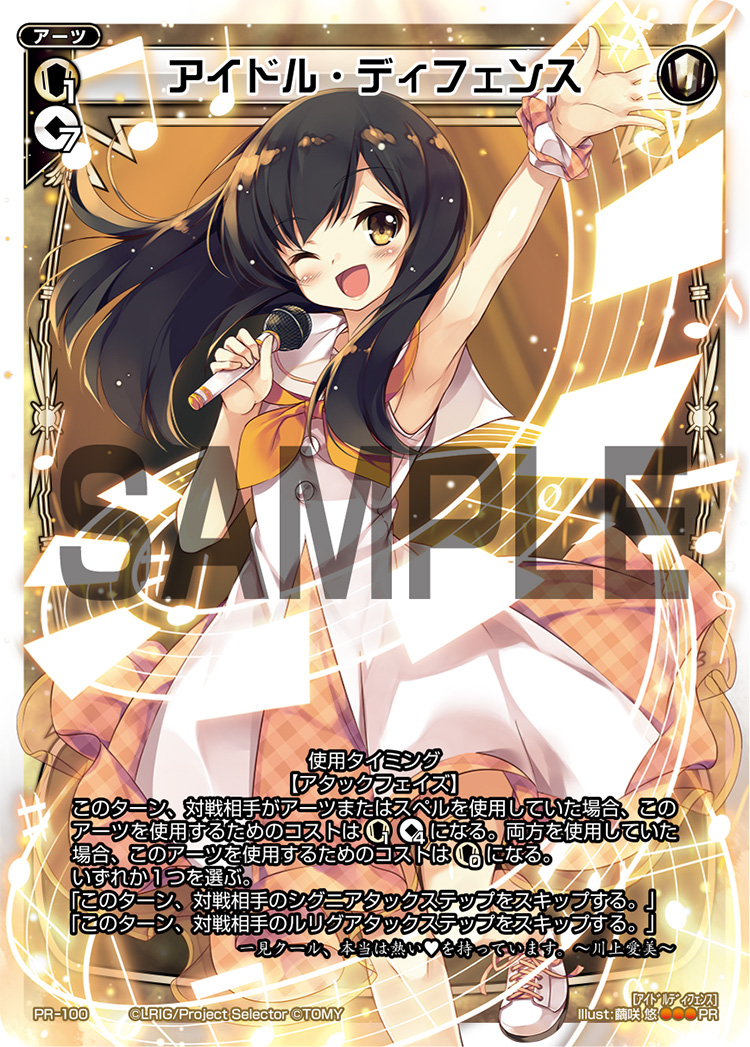 アーツ
アイドル・ディフェンス
1
7
SAMPLE
使用タイミング
【アタックフェイズ】
このターン、対戦相手がアーツまたはスペルを使用していた場合、この
アーツを使用するためのコストは1 4になる。両方を使用していた
場合、このアーツを使用するためのコストは0になる。
いずれか1つを選ぶ。
「このターン、対戦相手のシグニアタックステップをスキップする。」
「このターン、対戦相手のルリグアタックステップをスキップする。」
一見クール、本当は熱い♥を持っています。～川上愛美～
[アイドルディフェンス]
PR-100 ©LRIG/Project Selector ©TOMY Illust:繭咲 悠 PR